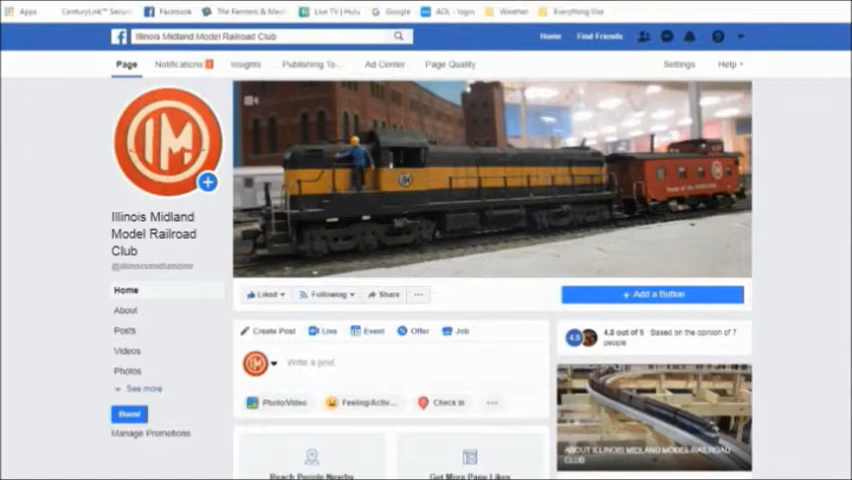 Apps CenturyLink™ Secur Facebook The Farmers & Mech Live TV | Hulu Google AOL - login Weather Everything Else
Illinois Midland Model Railroad Club
Home Find Friends
Page Notifications Insights Publishing To... Ad Center Page Quality Settings Help
IM
Illinois Midland
Model Railroad
Club
@illinoismidlandmr
Home
About
Posts
Videos
Photos
See more
Boost
Manage Promotions
Liked Following Share ...
+ Add a Button
Create Post Live Event Offer Job
Write a post
Photo/Video Feeling/Activ... Check in ...
Reach People Nearby Get More Page Likes
4.8 out of 5 · Based on the opinion of 7
people
ABOUT ILLINOIS MIDLAND MODEL RAILROAD
CLUB